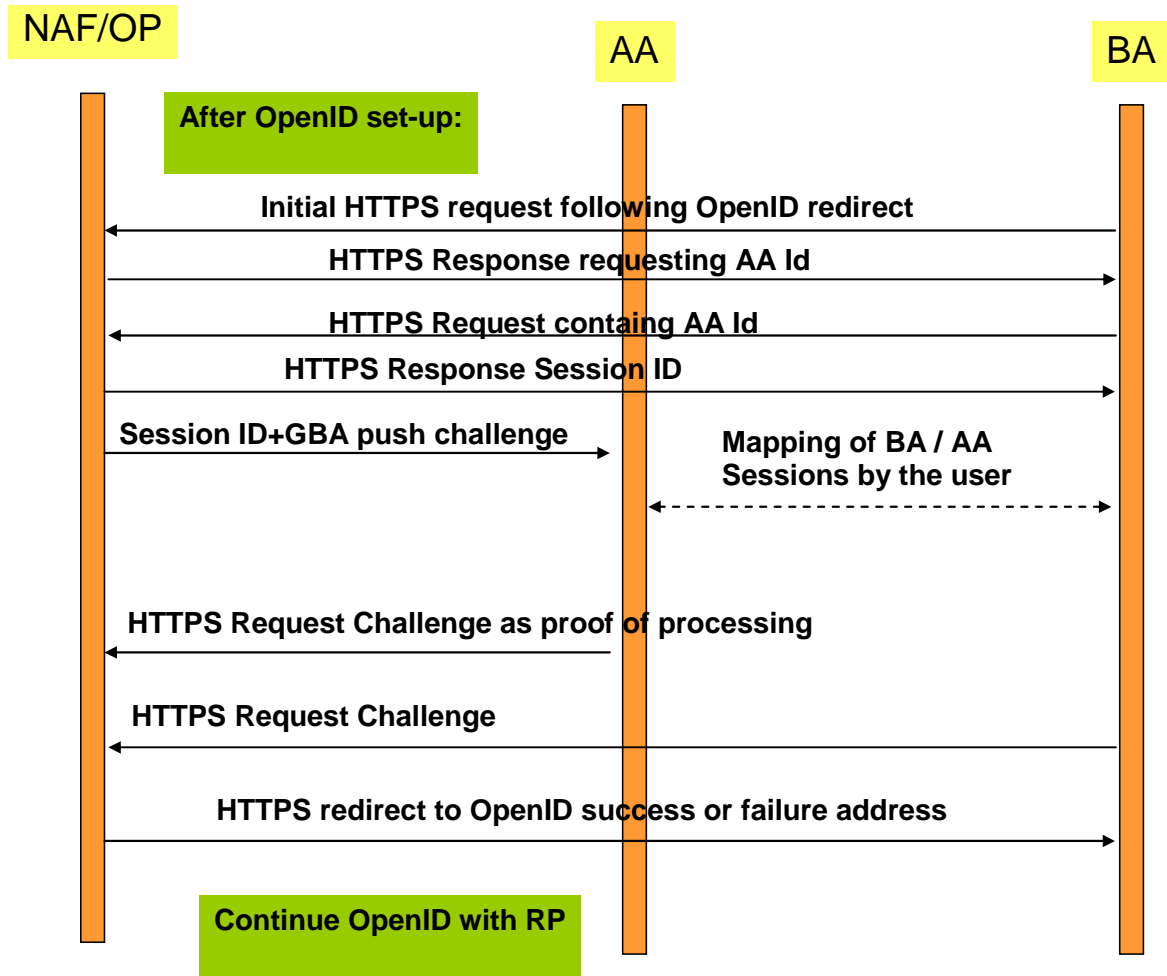 NAF/OP
AA
BA
After OpenID set-up:
Initial HTTPS request following OpenID redirect
HTTPS Response requesting AA Id
HTTPS Request containg AA Id
HTTPS Response Session ID
Session ID+GBA push challenge
Mapping of BA / AA
Sessions by the user
HTTPS Request Challenge as proof of processing
HTTPS Request Challenge
HTTPS redirect to OpenID success or failure address
Continue OpenID with RP